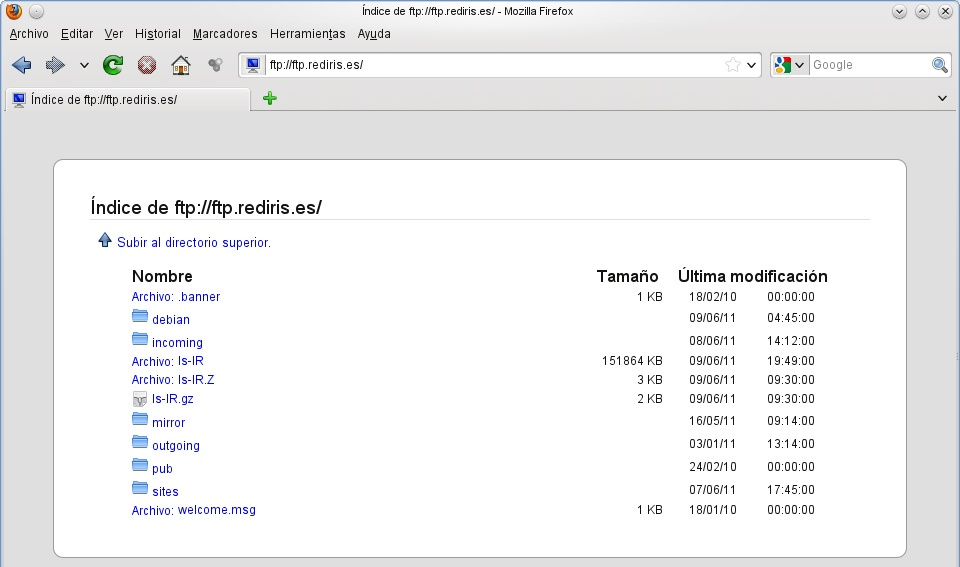 Índice de ftp://ftp.rediris.es/ - Mozilla Firefox
Archivo Editar Ver Historial Marcadores Herramientas Ayuda
ftp://ftp.rediris.es/ Google
Índice de ftp://ftp.rediris.es/
Índice de ftp://ftp.rediris.es/
Subir al directorio superior.
Nombre Tamaño Última modificación
Archivo: .banner 1 KB 18/02/10 00:00:00
debian 09/06/11 04:45:00
incoming 08/06/11 14:12:00
Archivo: ls-lR 151864 KB 09/06/11 19:49:00
Archivo: ls-lR.Z 3 KB 09/06/11 09:30:00
ls-lR.gz 2 KB 09/06/11 09:30:00
mirror 16/05/11 09:14:00
outgoing 03/01/11 13:14:00
pub 24/02/10 00:00:00
sites 07/06/11 17:45:00
Archivo: welcome.msg 1 KB 18/01/10 00:00:00